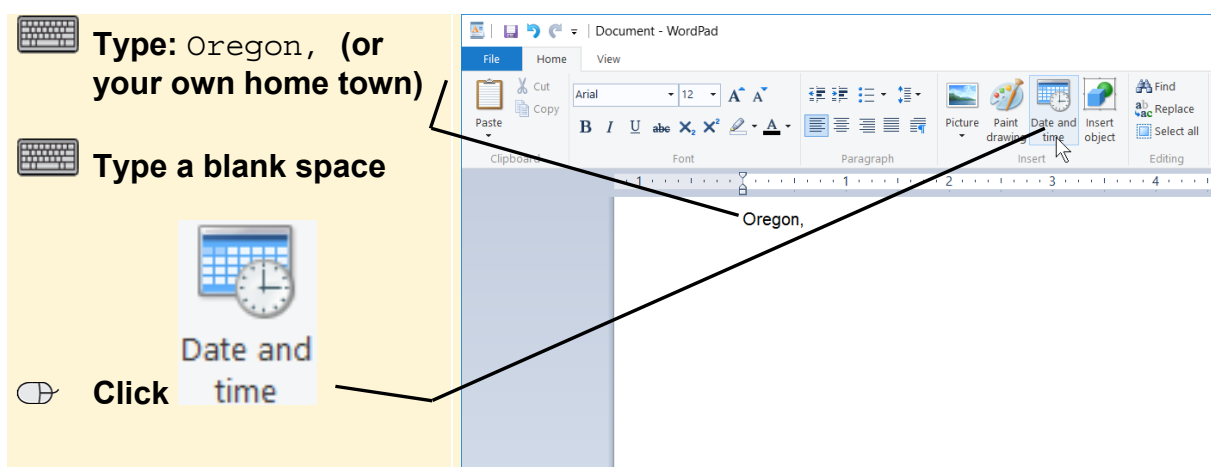 Type: Oregon, (or
your own home town)
Type a blank space
Date and
time
Click
Document - WordPad
File Home View
Paste
Cut
Copy
Clipboard
Arial 12 A A
B I U abc X₂ X² A
Font
Paragraph
Picture
Paint
drawing
Date and
time
Insert
object
Insert
Find
Replace
Select all
Editing
1 1 2 3 4
Oregon,